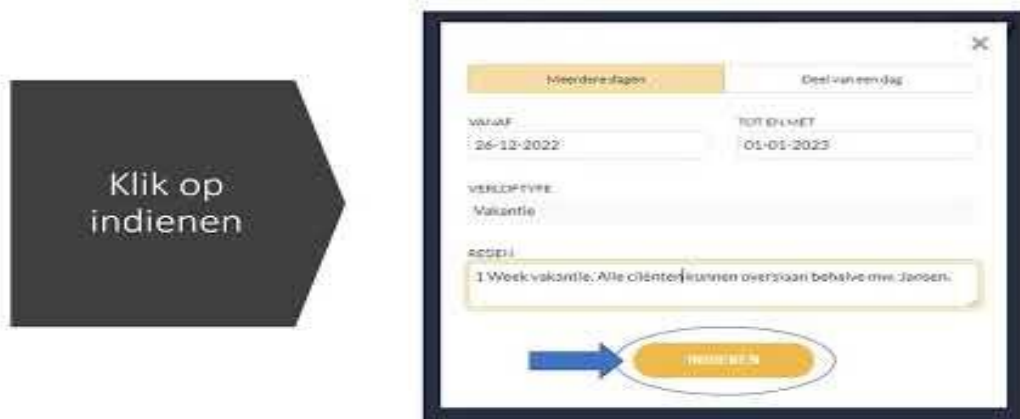 Klik op
indienen
×
Meerdere dagen
Deel van een dag
VANAF
TOT EN MET
26-12-2022
01-01-2023
VERLOFTYPE
Vakantie
REDEN
1 Week vakantie. Alle cliënten kunnen overslaan behalve mw. Jansen.
INDIENEN